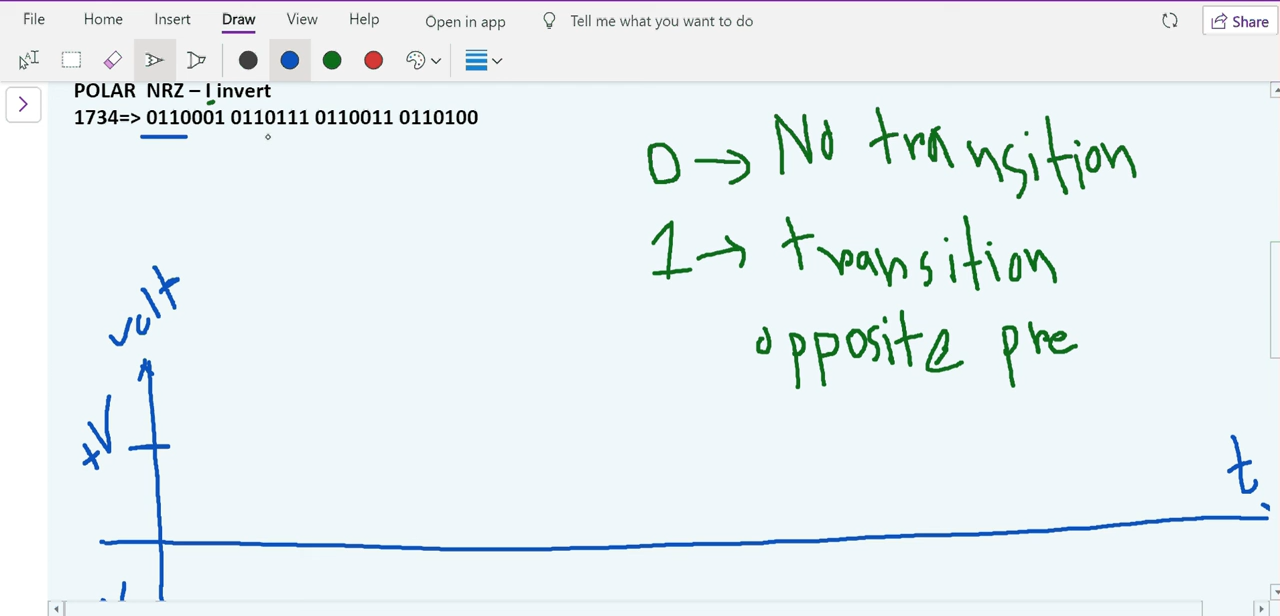 File Home Insert Draw View Help Open in app Tell me what you want to do Share
POLAR NRZ – I invert
1734=> 0110001 0110111 0110011 0110100
0 → No transition
1 → transition
opposite pre
volt
+V
t